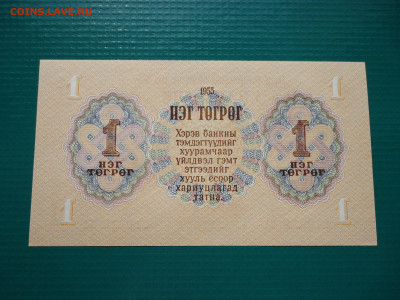 COINS.LAVE.RU
1 1
1955
НЭГ ТӨГРӨГ
Хэрэв банкны
тэмдэгтүүдийг
хуурамчаар
үйлдвэл гэмт
этгээдийг
хууль ёсоор
хариуцлагад
татна.
1
НЭГ
ТӨГРӨГ
1
НЭГ
ТӨГРӨГ
1 1